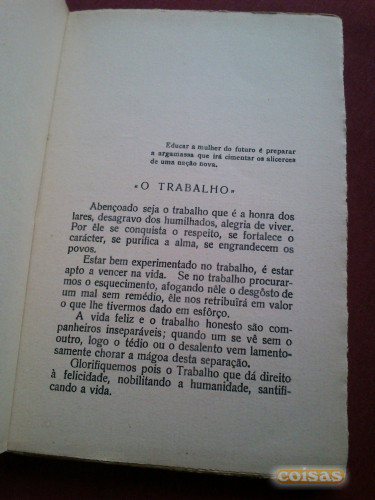 Educar a mulher do futuro é preparar
a argamassa que irá cimentar os alicerces
de uma nação nova.
«O TRABALHO»
Abençoado seja o trabalho que é a honra dos
lares, desagravo dos humilhados, alegria de viver.
Por êle se conquista o respeito, se fortalece o
carácter, se purifica a alma, se engrandecem os
povos.
Estar bem experimentado no trabalho, é estar
apto a vencer na vida. Se no trabalho procurar-
mos o esquecimento, afogando nêle o desgôsto de
um mal sem remédio, êle nos retribuïrá em valor
o que lhe tivermos dado em esfôrço.
A vida feliz e o trabalho honesto são com-
panheiros inseparáveis; quando um se vê sem o
outro, logo o tédio ou o desalento vem lamento-
samente chorar a mágoa desta separação.
Glorifiquemos pois o Trabalho que dá direito
à felicidade, nobilitando a humanidade, santifi-
cando a vida.
coisas